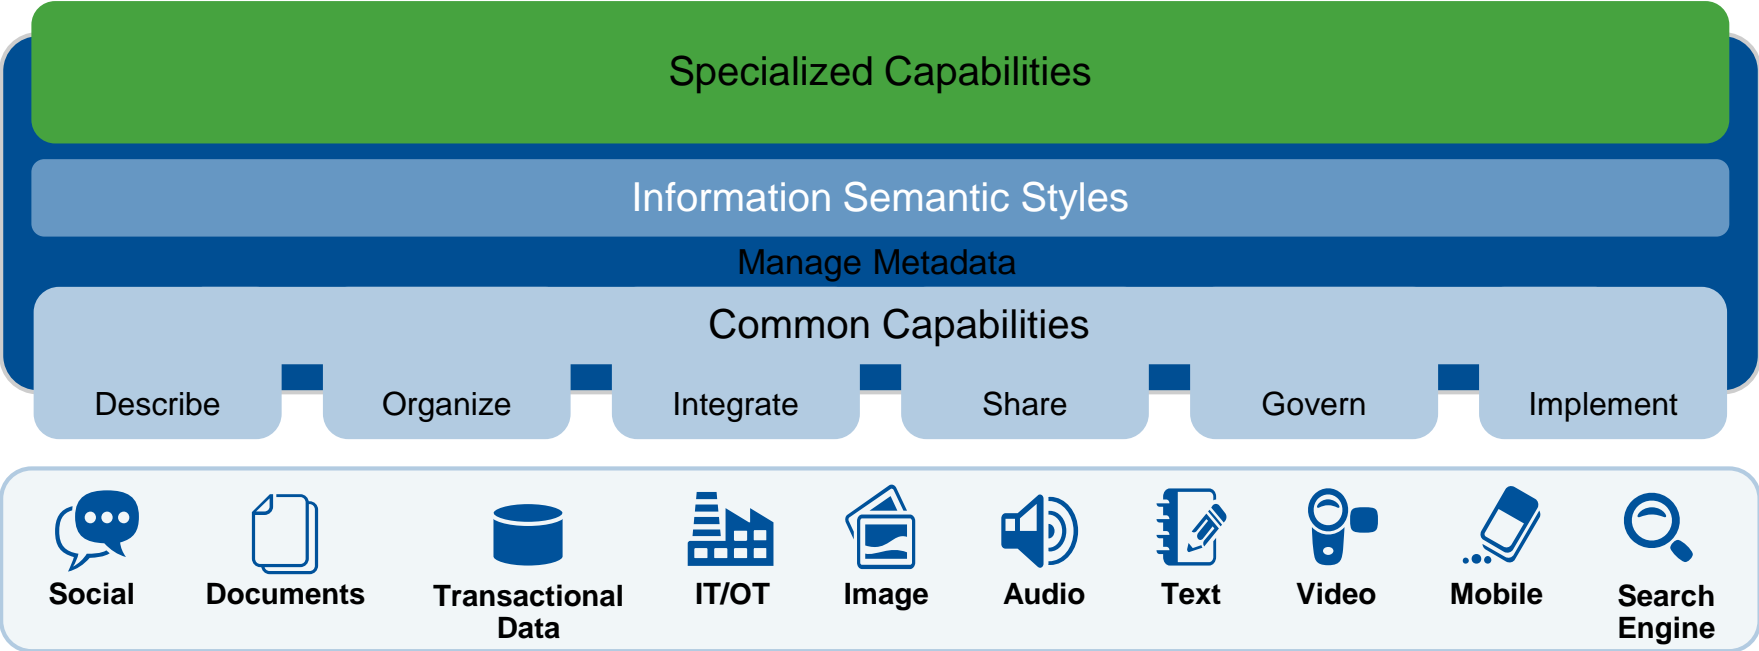 Specialized Capabilities
Information Semantic Styles
Manage Metadata
Common Capabilities
Describe
Organize
Integrate
Share
Govern
Implement
Social
Documents
Transactional
Data
IT/OT
Image
Audio
Text
Video
Mobile
Search
Engine